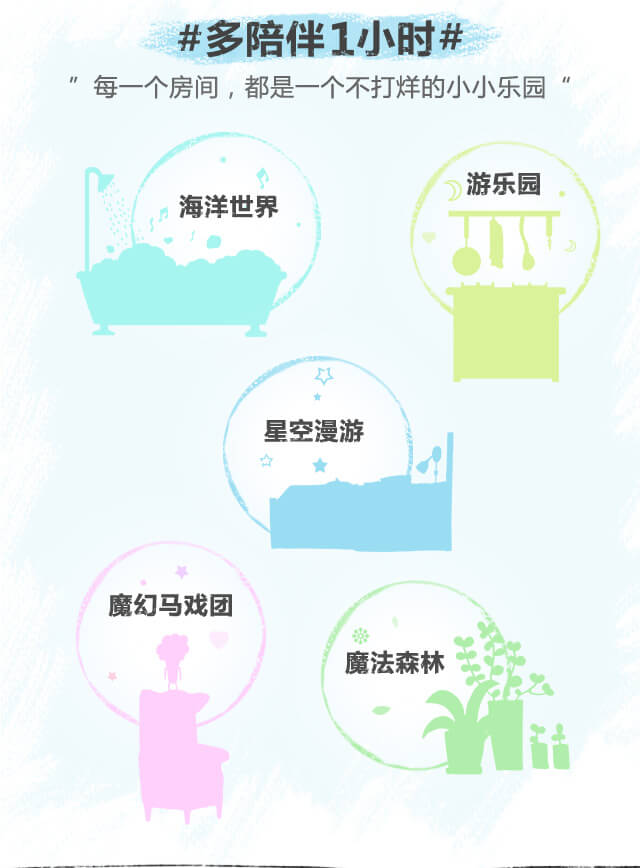 #多陪伴1小时#
”每一个房间，都是一个不打烊的小小乐园“
海洋世界
游乐园
星空漫游
魔幻马戏团
魔法森林